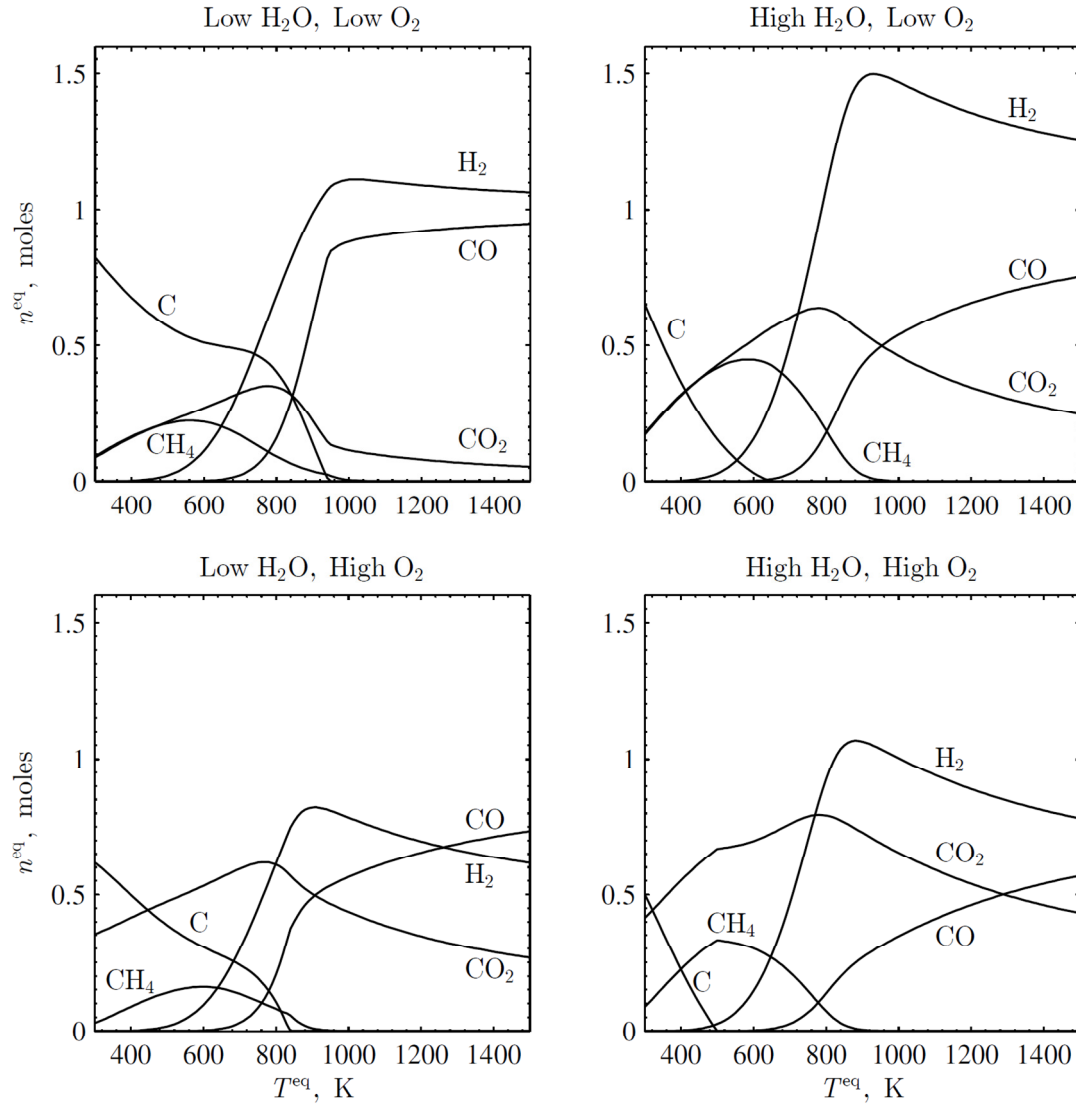 Low H₂O, Low O₂
1.5
1
0.5
0
400 600 800 1000 1200 1400
nᵉq, moles
H₂
CO
C
CO₂
CH₄
High H₂O, Low O₂
1.5
1
0.5
0
400 600 800 1000 1200 1400
H₂
CO
C
CO₂
CH₄
Low H₂O, High O₂
1.5
1
0.5
0
400 600 800 1000 1200 1400
nᵉq, moles
Tᵉq, K
CO
H₂
C
CH₄
CO₂
High H₂O, High O₂
1.5
1
0.5
0
400 600 800 1000 1200 1400
Tᵉq, K
H₂
CO₂
CH₄
CO
C